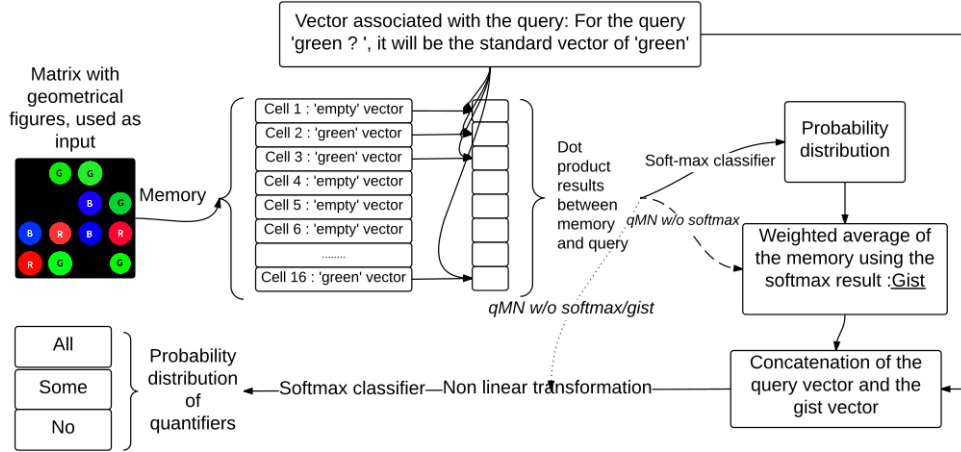 Vector associated with the query: For the query
'green ? ', it will be the standard vector of 'green'
Matrix with
geometrical
figures, used as
input
G G
B G
B R B R
R G G
Memory
Cell 1 : 'empty' vector
Cell 2 : 'green' vector
Cell 3 : 'green' vector
Cell 4 : 'empty' vector
Cell 5 : 'empty' vector
Cell 6 : 'empty' vector
........
Cell 16 : 'green' vector
Dot
product
results
between
memory
and query
Soft-max classifier
Probability
distribution
qMN w/o softmax
Weighted average of
the memory using the
softmax result :Gist
qMN w/o softmax/gist
Concatenation of the
query vector and the
gist vector
Non linear transformation
Softmax classifier
Probability
distribution
of
quantifiers
All
Some
No